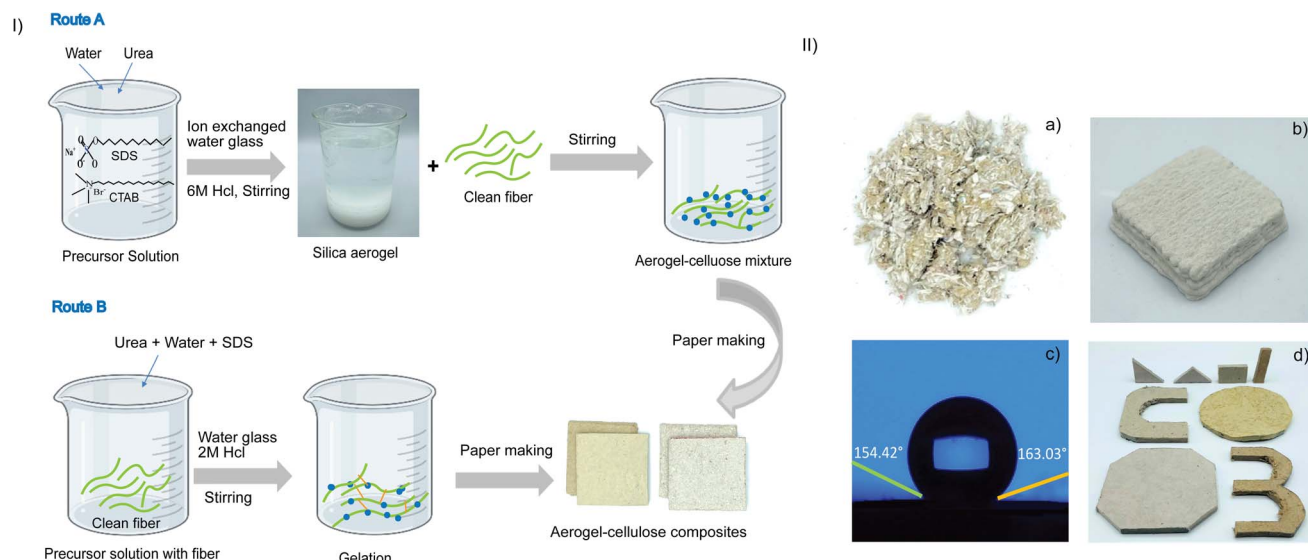 I)
Route A
Water
Urea
Na⁺
O
O
S
O
O
SDS
N⁺
Br⁻
CTAB
Precursor Solution
Ion exchanged
water glass
6M Hcl, Stirring
Silica aerogel
+
Clean fiber
Stirring
Aerogel-celluose mixture
Paper making
Route B
Urea + Water + SDS
Clean fiber
Precursor solution with fiber
Water glass
2M Hcl
Stirring
Gelation
Paper making
Aerogel-cellulose composites
II)
a)
b)
c)
154.42°
163.03°
d)